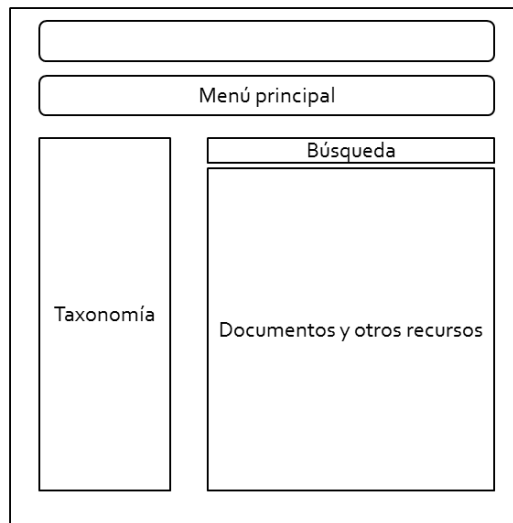 Menú principal
Búsqueda
Taxonomía
Documentos y otros recursos